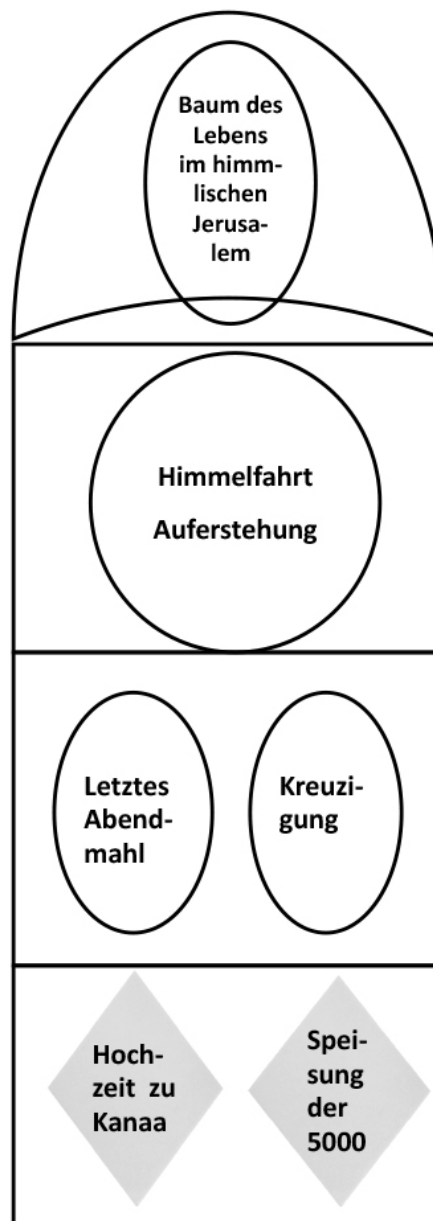 Baum des
Lebens
im himm-
lischen
Jerusa-
lem
Himmelfahrt
Auferstehung
Letztes
Abend-
mahl
Kreuzi-
gung
Hoch-
zeit zu
Kanaa
Spei-
sung
der
5000